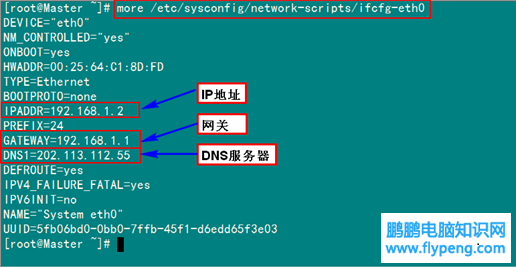 [root@Master ~]# more /etc/sysconfig/network-scripts/ifcfg-eth0
DEVICE="eth0"
NM_CONTROLLED="yes"
ONBOOT=yes
HWADDR=00:25:64:C1:8D:FD
TYPE=Ethernet
BOOTPROTO=none
IPADDR=192.168.1.2
IP地址
PREFIX=24
GATEWAY=192.168.1.1
网关
DNS1=202.113.112.55
DNS服务器
DEFROUTE=yes
IPV4_FAILURE_FATAL=yes
IPV6INIT=no
NAME="System eth0"
UUID=5fb06bd0-0bb0-7ffb-45f1-d6edd65f3e03
[root@Master ~]#
鹏鹏电脑知识网
www.flypeng.com